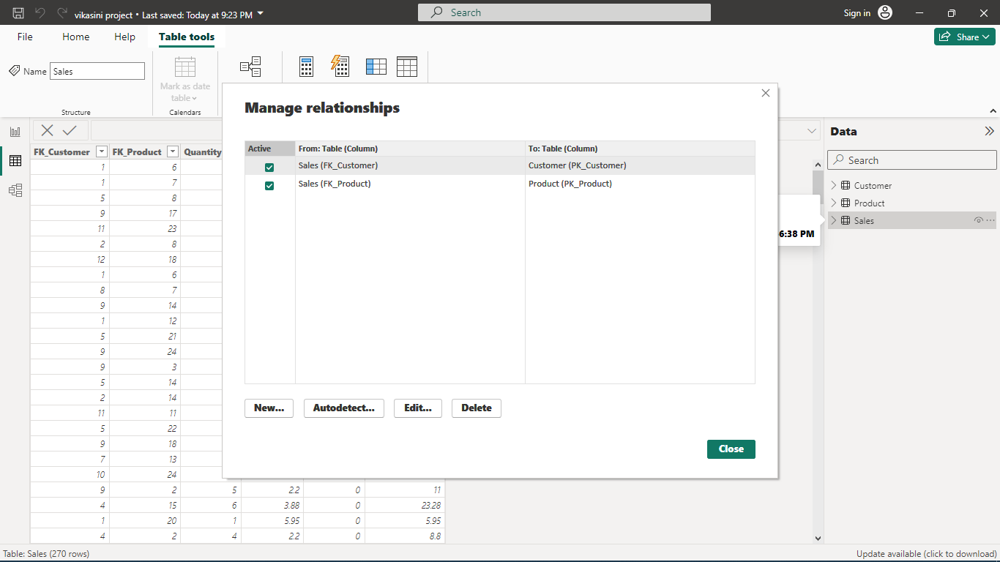 vikasini project • Last saved: Today at 9:23 PM
Search
Sign in
File Home Help Table tools
Share
Name Sales
Mark as date
table
Structure
Calendars
Manage relationships
Active From: Table (Column) To: Table (Column)
Sales (FK_Customer) Customer (PK_Customer)
Sales (FK_Product) Product (PK_Product)
New... Autodetect... Edit... Delete
Close
FK_Customer FK_Product Quantity
1 6
1 7
5 8
9 17
11 23
2 8
12 18
1 6
8 7
9 14
1 12
5 21
9 24
9 3
5 14
2 14
11 11
5 22
9 18
7 13
10 24
9 2 5 2.2 0 11
4 15 6 3.88 0 23.28
1 20 1 5.95 0 5.95
4 2 4 2.2 0 8.8
6:38 PM
Data
Search
Customer
Product
Sales
Table: Sales (270 rows)
Update available (click to download)